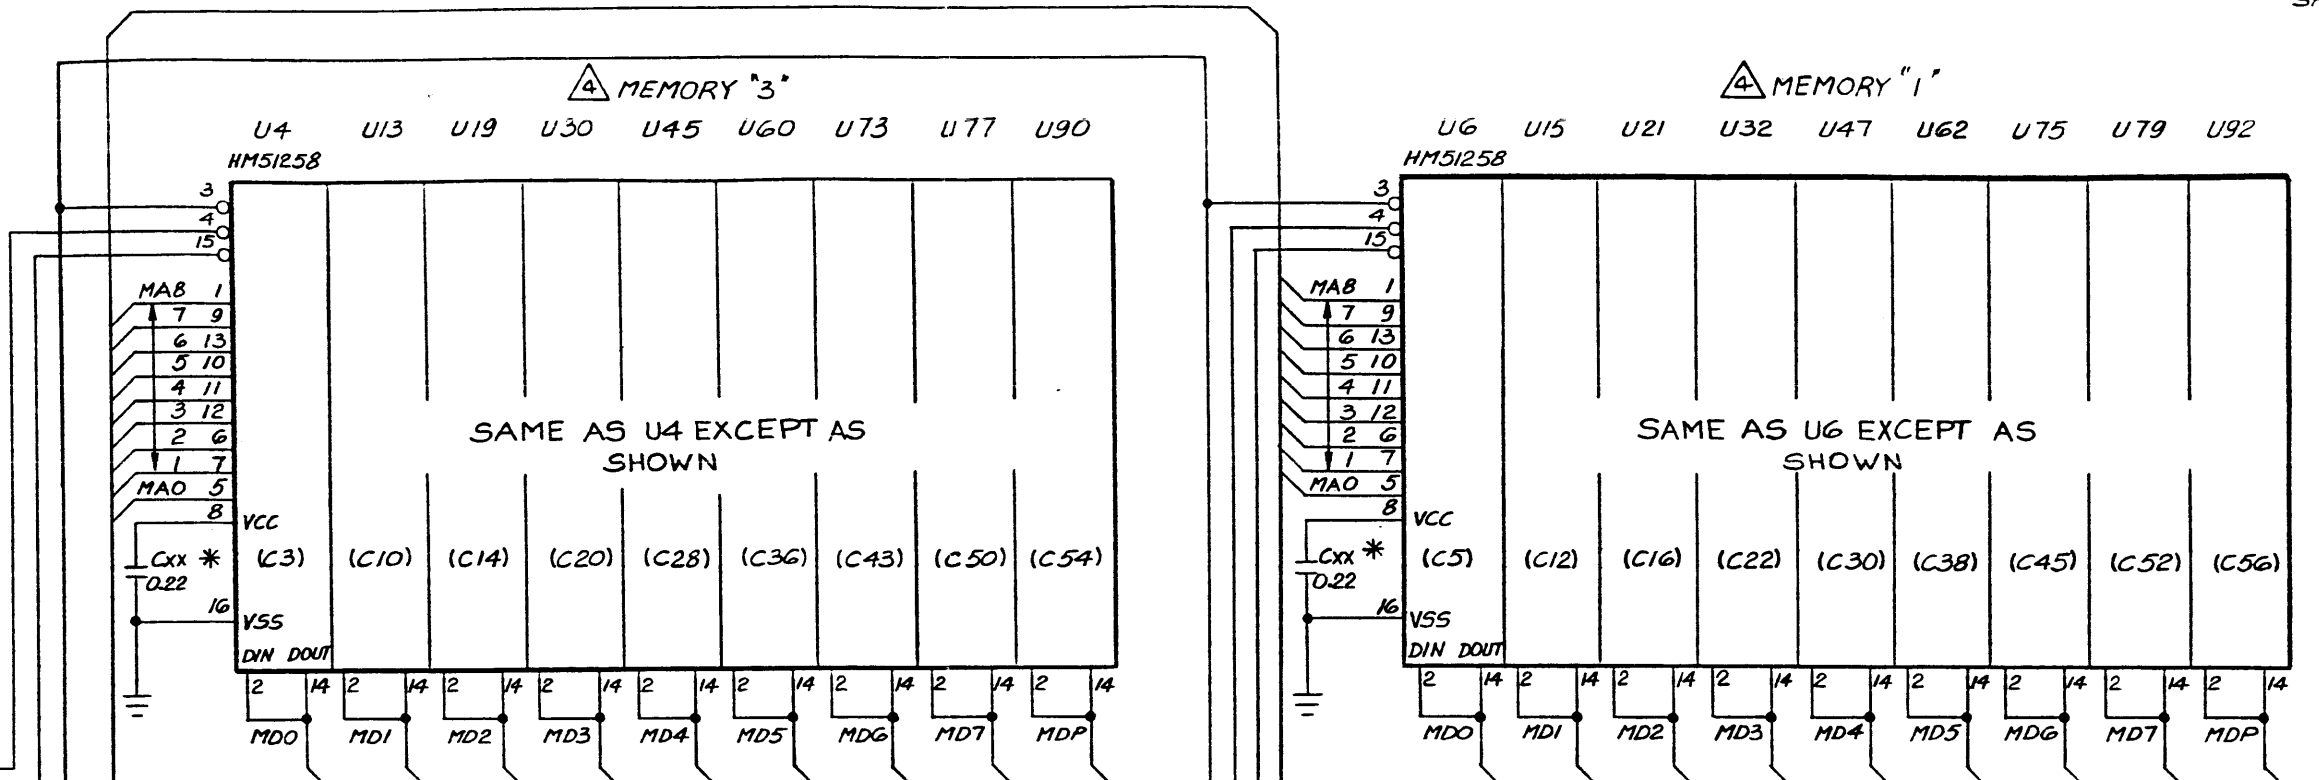 4 MEMORY "3"
U4 U13 U19 U30 U45 U60 U73 U77 U90
HM51258
3
4
15
MA8 1
7 9
6 13
5 10
4 11
3 12
2 6
1 7
MA0 5
8 VCC
SAME AS U4 EXCEPT AS
SHOWN
Cxx *
0.22
(C3) (C10) (C14) (C20) (C28) (C36) (C43) (C50) (C54)
16 VSS
DIN DOUT
2 14 2 14 2 14 2 14 2 14 2 14 2 14 2 14 2 14
MD0 MD1 MD2 MD3 MD4 MD5 MD6 MD7 MDP
4 MEMORY "1"
U6 U15 U21 U32 U47 U62 U75 U79 U92
HM51258
3
4
15
MA8 1
7 9
6 13
5 10
4 11
3 12
2 6
1 7
MA0 5
8 VCC
SAME AS U6 EXCEPT AS
SHOWN
Cxx *
0.22
(C5) (C12) (C16) (C22) (C30) (C38) (C45) (C52) (C56)
16 VSS
DIN DOUT
2 14 2 14 2 14 2 14 2 14 2 14 2 14 2 14 2 14
MD0 MD1 MD2 MD3 MD4 MD5 MD6 MD7 MDP